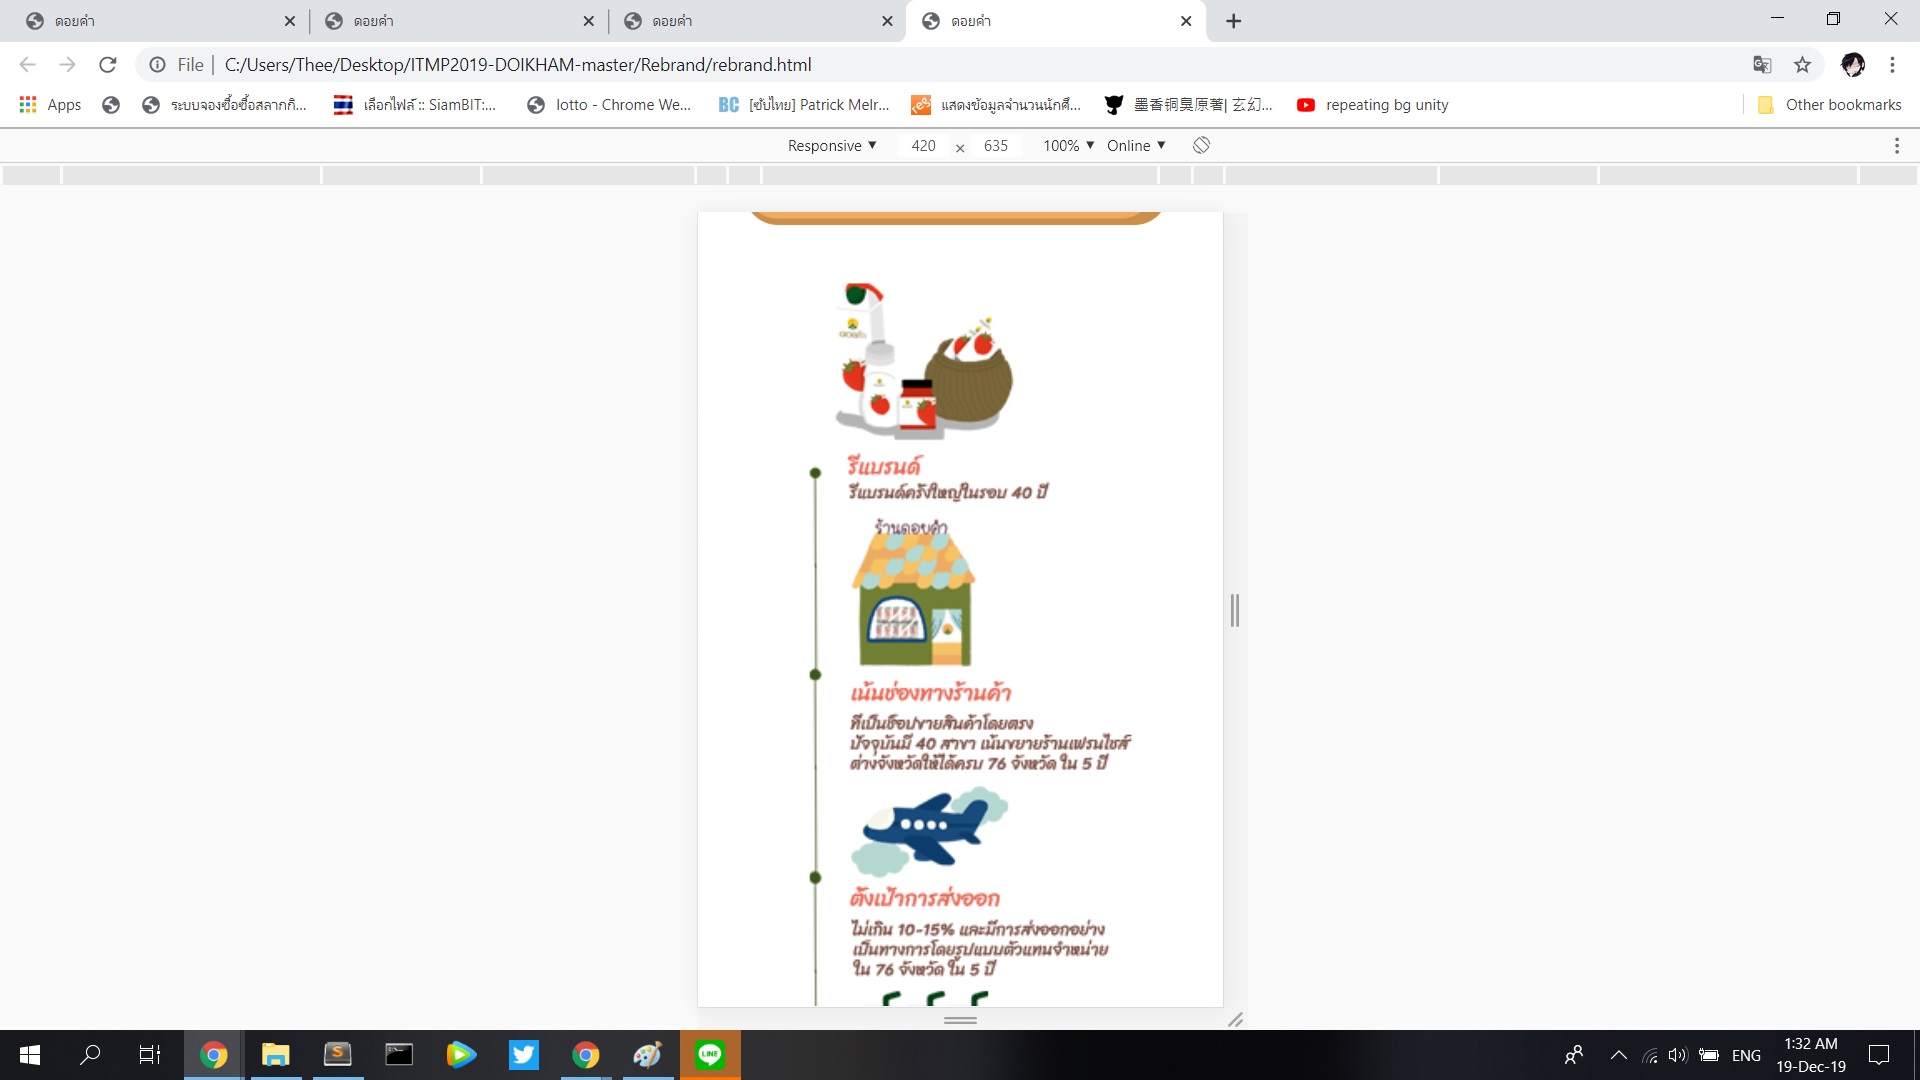 ดอยคำ
ดอยคำ
ดอยคำ
ดอยคำ
File
C:/Users/Thee/Desktop/ITMP2019-DOIKHAM-master/Rebrand/rebrand.html
Apps
ระบบจองซื้อซื้อสลากกิ...
เลือกไฟล์ :: SiamBIT:...
lotto - Chrome We...
BC [ซับไทย] Patrick Melr...
reg แสดงข้อมูลจำนวนนักศึ...
墨香铜臭原著| 玄幻...
repeating bg unity
Other bookmarks
Responsive ▼ 420 × 635 100% ▼ Online ▼
ดอยคำ
รีแบรนด์
รีแบรนด์ครั้งใหญ่ในรอบ 40 ปี
ร้านดอยคำ
เน้นช่องทางร้านค้า
ที่เป็นช็อปขายสินค้าโดยตรง
ปัจจุบันมี 40 สาขา เน้นขยายร้านเฟรนไชส์
ต่างจังหวัดให้ได้ครบ 76 จังหวัด ใน 5 ปี
ตั้งเป้าการส่งออก
ไม่เกิน 10-15% และมีการส่งออกอย่าง
เป็นทางการโดยรูปแบบตัวแทนจำหน่าย
ใน 76 จังหวัด ใน 5 ปี
LINE
ENG
1:32 AM
19-Dec-19